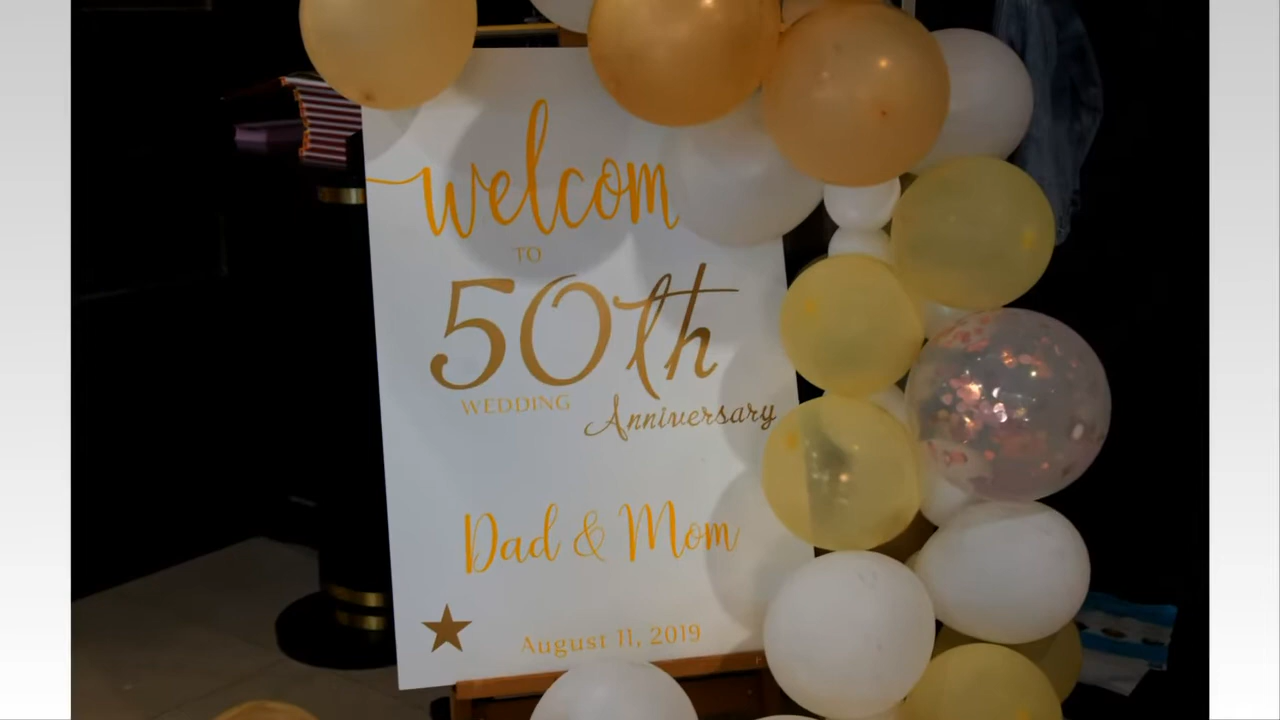 welcom
TO
50th
WEDDING Anniversary
Dad & Mom
August 11, 2019